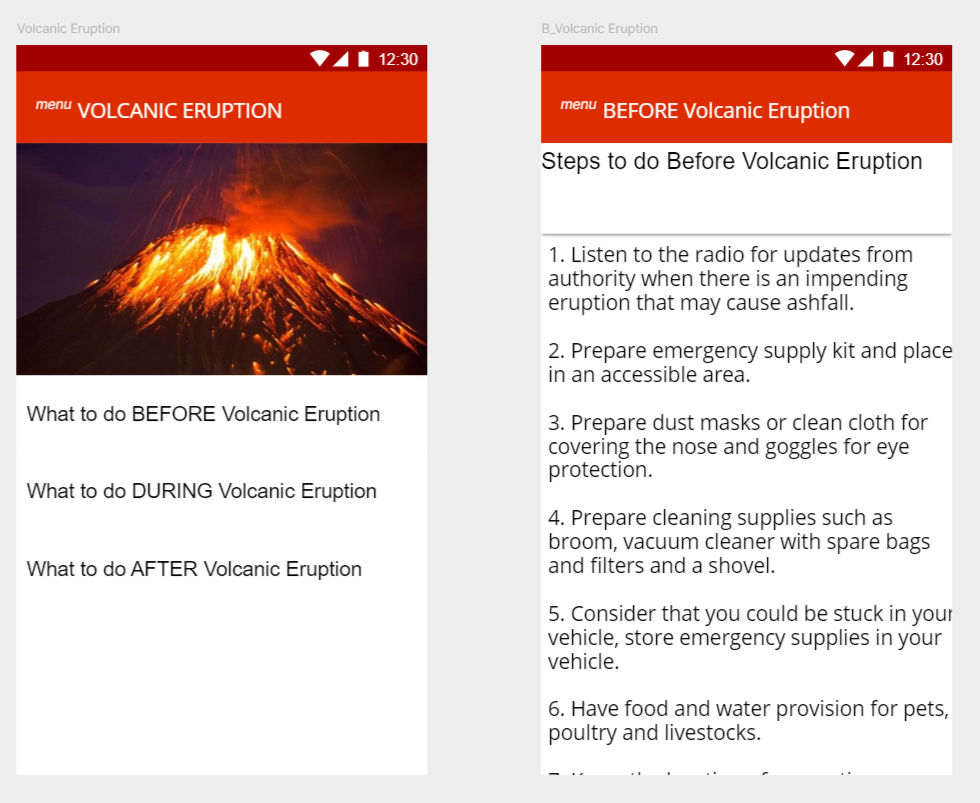 Volcanic Eruption
12:30
menu VOLCANIC ERUPTION
What to do BEFORE Volcanic Eruption
What to do DURING Volcanic Eruption
What to do AFTER Volcanic Eruption
B_Volcanic Eruption
12:30
menu BEFORE Volcanic Eruption
Steps to do Before Volcanic Eruption
1. Listen to the radio for updates from
authority when there is an impending
eruption that may cause ashfall.
2. Prepare emergency supply kit and place
in an accessible area.
3. Prepare dust masks or clean cloth for
covering the nose and goggles for eye
protection.
4. Prepare cleaning supplies such as
broom, vacuum cleaner with spare bags
and filters and a shovel.
5. Consider that you could be stuck in your
vehicle, store emergency supplies in your
vehicle.
6. Have food and water provision for pets,
poultry and livestocks.